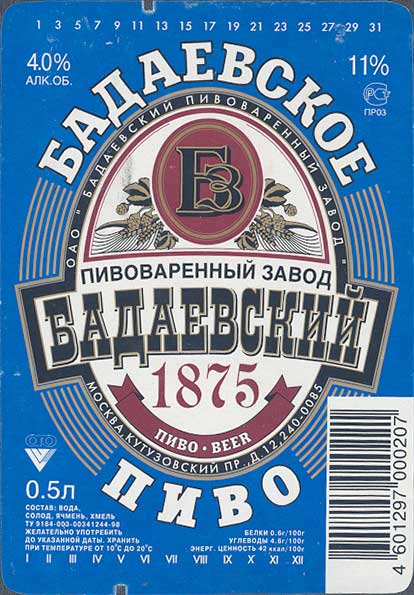 1 3 5 7 9 11 13 15 17 19 21 23 25 27 29 31
4.0%
АЛК.ОБ.
11%
РСТ
ПР03
БАДАЕВСКОЕ
ОАО "БАДАЕВСКИЙ ПИВОВАРЕННЫЙ ЗАВОД"
БЗ
ПИВОВАРЕННЫЙ ЗАВОД
БАДАЕВСКИЙ
1875
ПИВО · BEER
МОСКВА, КУТУЗОВСКИЙ ПР., Д.12, 240-0085
ПИВО
0.5л
СОСТАВ: ВОДА,
СОЛОД, ЯЧМЕНЬ, ХМЕЛЬ
ТУ 9184-003-00341244-98
ЖЕЛАТЕЛЬНО УПОТРЕБИТЬ
ДО УКАЗАННОЙ ДАТЫ. ХРАНИТЬ
ПРИ ТЕМПЕРАТУРЕ ОТ 10°С ДО 20°С
БЕЛКИ 0.6г/100г
УГЛЕВОДЫ 4.6г/100г
ЭНЕРГ. ЦЕННОСТЬ 42 ккал/100г
I II III IV V VI VII VIII IX X XI XII
4601297000207